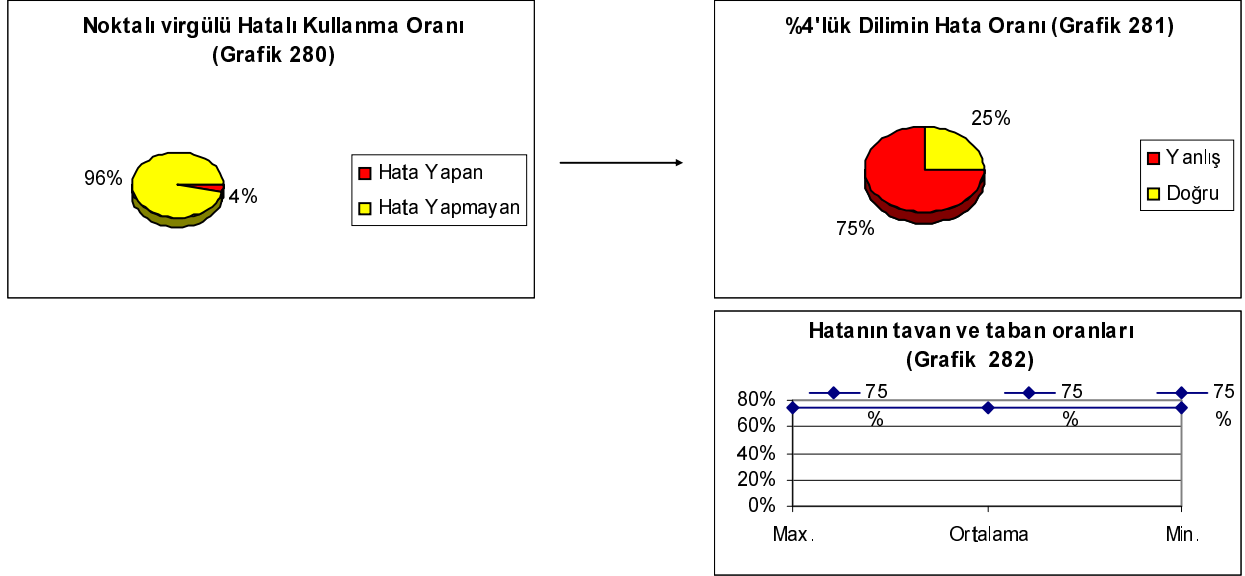 Noktalı virgülü Hatalı Kullanma Oranı
(Grafik 280)
96%
4%
Hata Yapan
Hata Yapmayan
%4'lük Dilimin Hata Oranı (Grafik 281)
25%
75%
Yanlış
Doğru
Hatanın tavan ve taban oranları
(Grafik 282)
75
%
75
%
75
%
80%
60%
40%
20%
0%
Max.
Ortalama
Min.